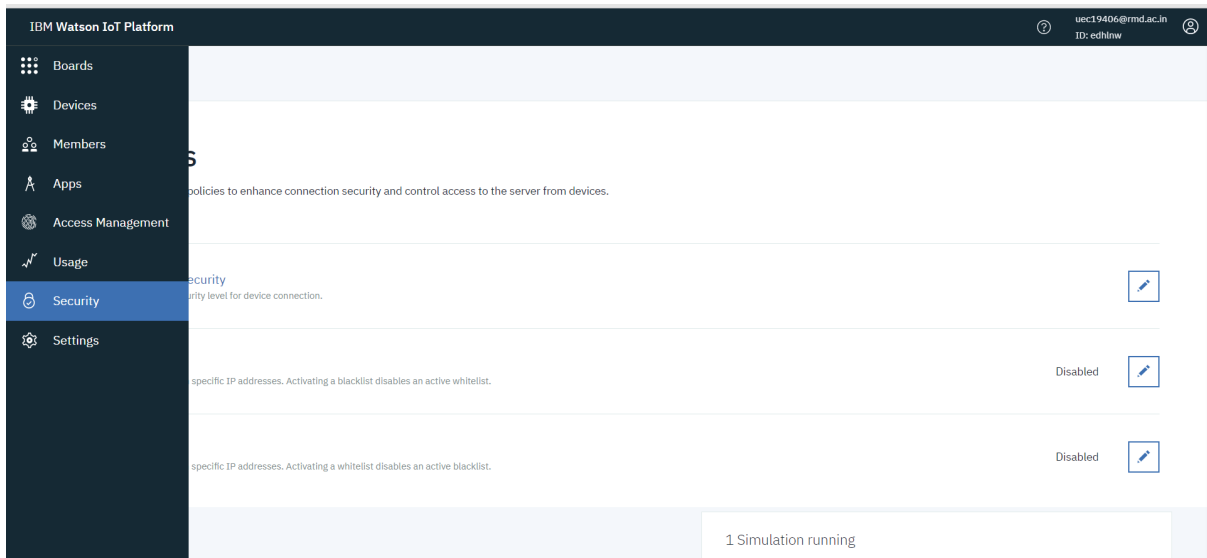 IBM Watson IoT Platform
uec19406@rmd.ac.in
ID: edhlnw
Boards
Devices
Members
Apps
Access Management
Usage
Security
Settings
s
policies to enhance connection security and control access to the server from devices.
ecurity
urity level for device connection.
Disabled
specific IP addresses. Activating a blacklist disables an active whitelist.
Disabled
specific IP addresses. Activating a whitelist disables an active blacklist.
1 Simulation running